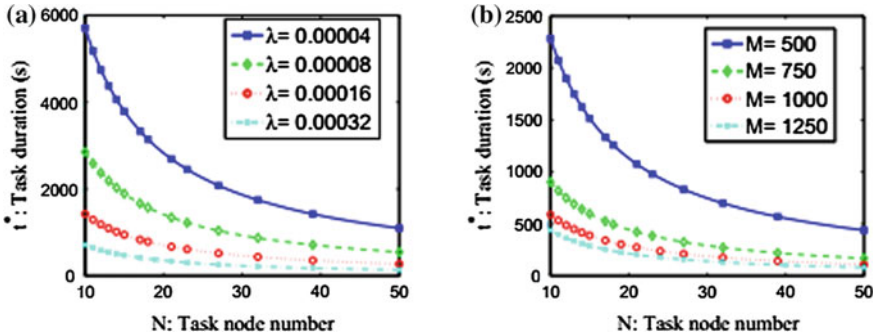 (a)
t*: Task duration (s)
6000
4000
2000
0
λ= 0.00004
λ= 0.00008
λ= 0.00016
λ= 0.00032
10 20 30 40 50
N: Task node number
(b)
t*: Task duration (s)
2500
2000
1500
1000
500
0
M= 500
M= 750
M= 1000
M= 1250
10 20 30 40 50
N: Task node number